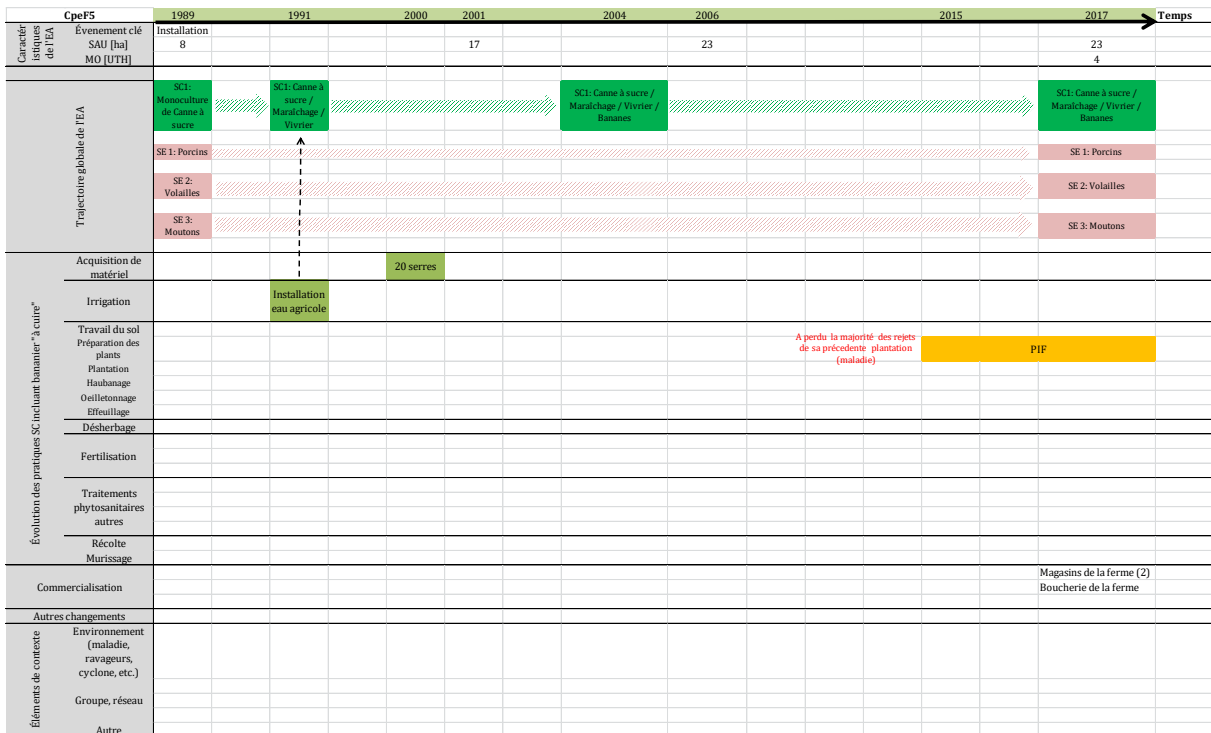 CpeF5 1989 1991 2000 2001 2004 2006 2015 2017 Temps
Caractér
istiques
de l'EA
Évenement clé Installation
SAU [ha] 8 17 23 23
MO [UTH] 4
Trajectoire globale de l'EA
SC1:
Monoculture
de Canne à
sucre
SC1: Canne à
sucre /
Maraîchage /
Vivrier
SC1: Canne à sucre /
Maraîchage / Vivrier /
Bananes
SC1: Canne à sucre /
Maraîchage / Vivrier /
Bananes
SE 1: Porcins SE 1: Porcins
SE 2:
Volailles
SE 2: Volailles
SE 3:
Moutons
SE 3: Moutons
Évolution des pratiques SC incluant bananier "à cuire"
Acquisition de
matériel
20 serres
Irrigation
Installation
eau agricole
Travail du sol
Préparation des
plants
A perdu la majorité des rejets
de sa précedente plantation
(maladie)
PIF
Plantation
Haubanage
Oeilletonnage
Effeuillage
Désherbage
Fertilisation
Traitements
phytosanitaires
autres
Récolte
Murissage
Commercialisation
Magasins de la ferme (2)
Boucherie de la ferme
Autres changements
Éléments de contexte
Environnement
(maladie,
ravageurs,
cyclone, etc.)
Groupe, réseau
Autre